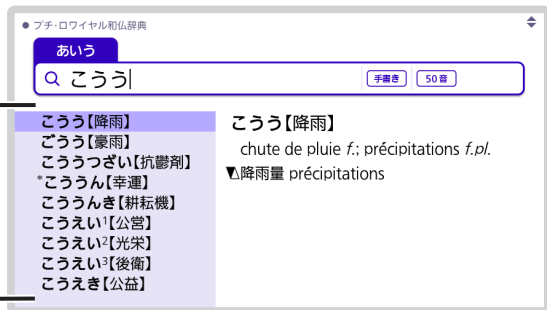 プチ・ロワイヤル和仏辞典
あいう
こうう
手書き 50音
こうう【降雨】
ごうう【豪雨】
こううつざい【抗鬱剤】
*こううん【幸運】
こううんき【耕耘機】
こうえい1【公営】
こうえい2【光栄】
こうえい3【後衛】
こうえき【公益】
こうう【降雨】
chute de pluie f.; précipitations f.pl.
降雨量 précipitations